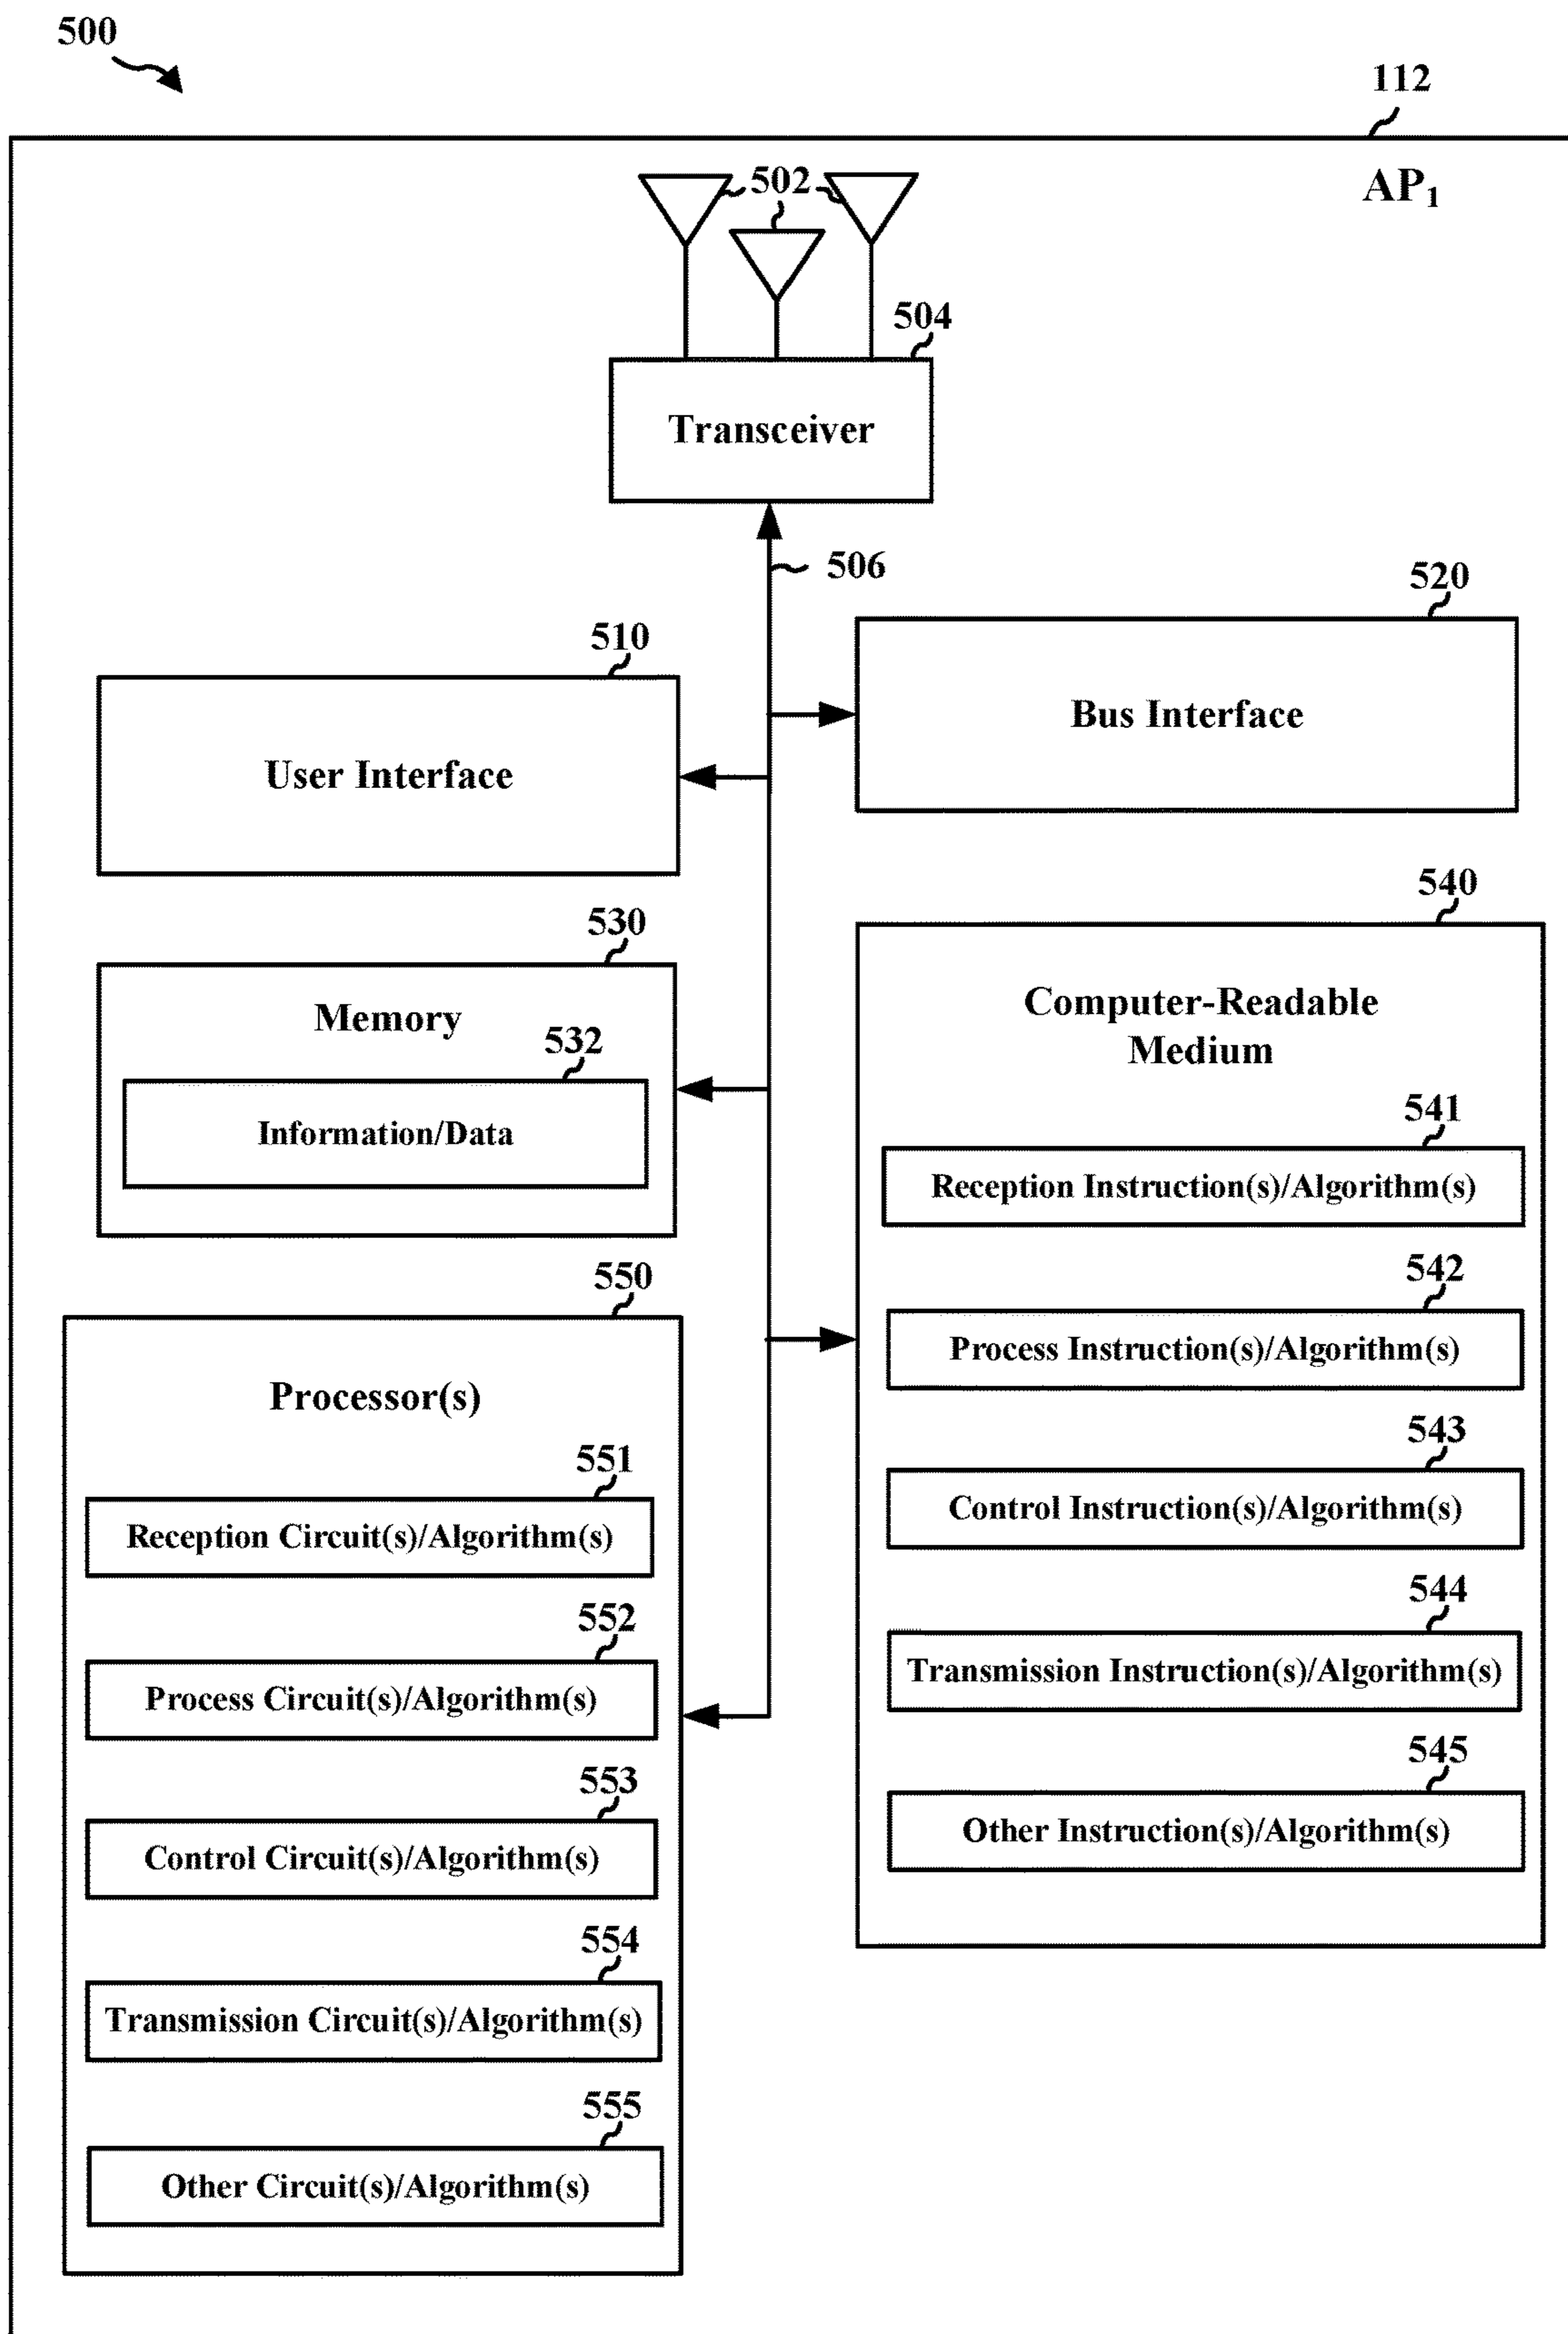 500
112
AP₁
502
504
Transceiver
506
520
Bus Interface
510
User Interface
530
Memory
532
Information/Data
540
Computer-Readable
Medium
541
Reception Instruction(s)/Algorithm(s)
542
Process Instruction(s)/Algorithm(s)
543
Control Instruction(s)/Algorithm(s)
544
Transmission Instruction(s)/Algorithm(s)
545
Other Instruction(s)/Algorithm(s)
550
Processor(s)
551
Reception Circuit(s)/Algorithm(s)
552
Process Circuit(s)/Algorithm(s)
553
Control Circuit(s)/Algorithm(s)
554
Transmission Circuit(s)/Algorithm(s)
555
Other Circuit(s)/Algorithm(s)